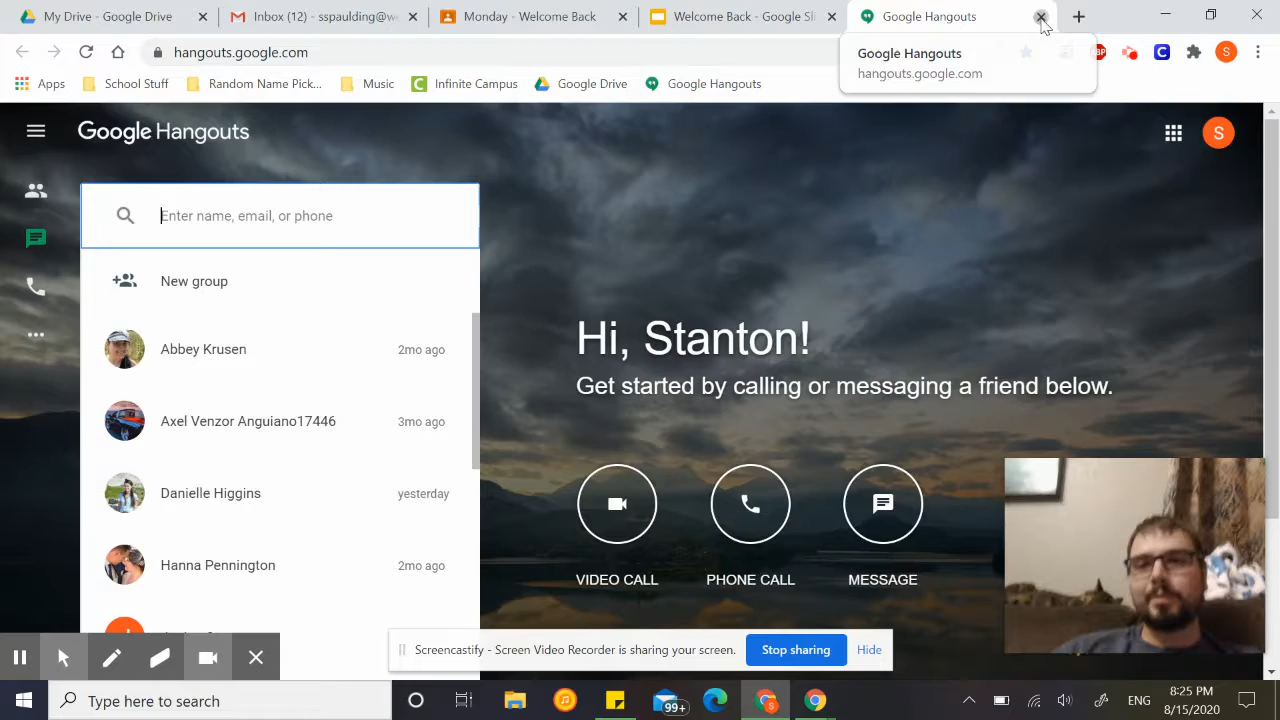 Google Drive
Inbox (12) - sspaulding@w
Monday - Welcome Back
Welcome Back - Google Sl
Google Hangouts
hangouts.google.com
Google Hangouts
hangouts.google.com
Apps
School Stuff
Random Name Pick...
Music
Infinite Campus
Google Drive
Google Hangouts
Google Hangouts
S
Enter name, email, or phone
New group
Abbey Krusen 2mo ago
Axel Venzor Anguiano17446 3mo ago
Danielle Higgins yesterday
Hanna Pennington 2mo ago
Hi, Stanton!
Get started by calling or messaging a friend below.
VIDEO CALL PHONE CALL MESSAGE
Screencastify - Screen Video Recorder is sharing your screen. Stop sharing Hide
Type here to search
99+
ENG
8:25 PM
8/15/2020